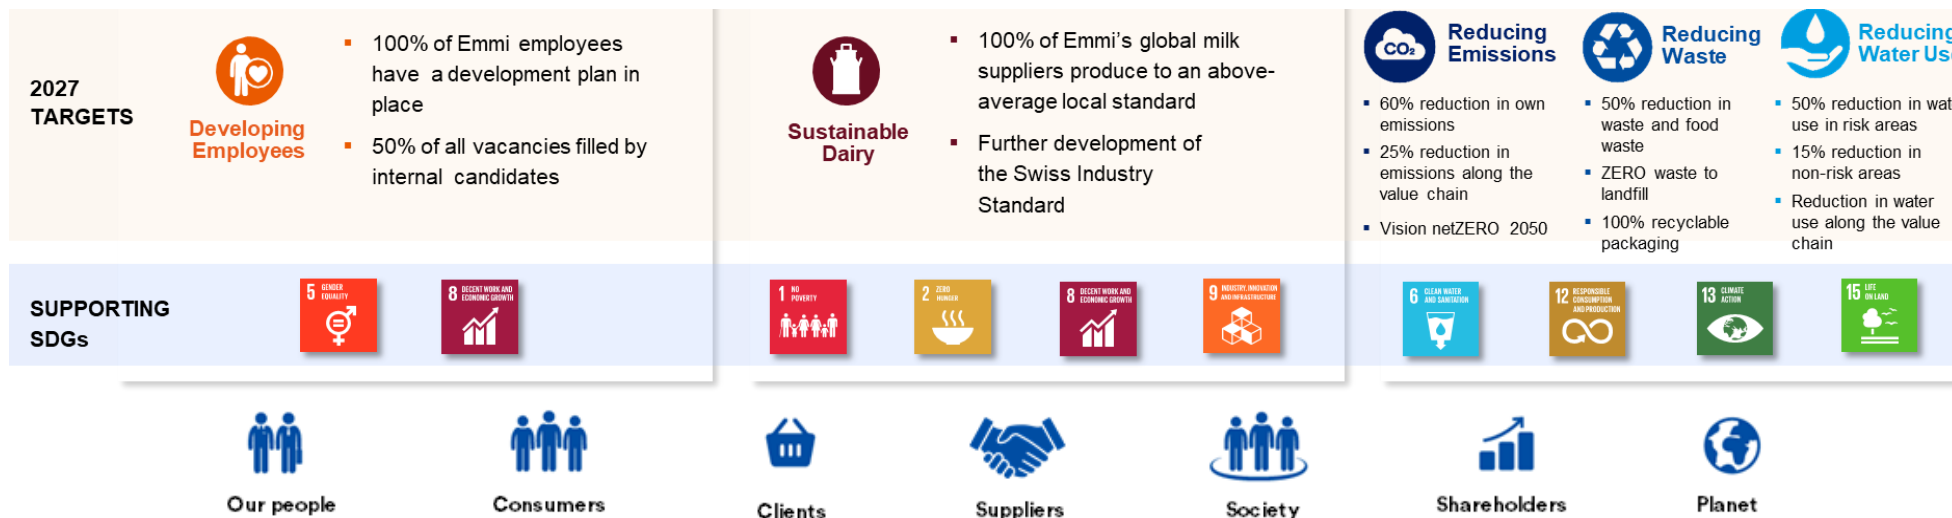 2027
TARGETS
Developing
Employees
▪ 100% of Emmi employees
have a development plan in
place
▪ 50% of all vacancies filled by
internal candidates
Sustainable
Dairy
▪ 100% of Emmi's global milk
suppliers produce to an above-
average local standard
▪ Further development of
the Swiss Industry
Standard
CO₂
Reducing
Emissions
▪ 60% reduction in own
emissions
▪ 25% reduction in
emissions along the
value chain
▪ Vision netZERO 2050
Reducing
Waste
▪ 50% reduction in
waste and food
waste
▪ ZERO waste to
landfill
▪ 100% recyclable
packaging
Reducing
Water Use
▪ 50% reduction in wat
use in risk areas
▪ 15% reduction in
non-risk areas
▪ Reduction in water
use along the value
chain
SUPPORTING
SDGs
5 GENDER
EQUALITY
8 DECENT WORK AND
ECONOMIC GROWTH
1 NO
POVERTY
2 ZERO
HUNGER
8 DECENT WORK AND
ECONOMIC GROWTH
9 INDUSTRY, INNOVATION
AND INFRASTRUCTURE
6 CLEAN WATER
AND SANITATION
12 RESPONSIBLE
CONSUMPTION
AND PRODUCTION
13 CLIMATE
ACTION
15 LIFE
ON LAND
Our people
Consumers
Clients
Suppliers
Society
Shareholders
Planet